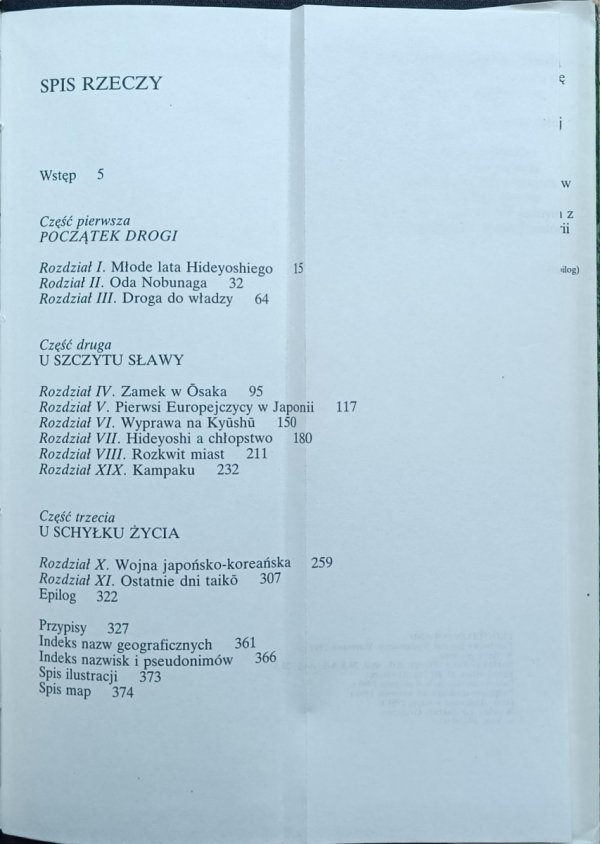 SPIS RZECZY
Wstęp 5
Część pierwsza
POCZĄTEK DROGI
Rozdział I. Młode lata Hideyoshiego 15
Rodział II. Oda Nobunaga 32
Rozdział III. Droga do władzy 64
Część druga
U SZCZYTU SŁAWY
Rozdział IV. Zamek w Ōsaka 95
Rozdział V. Pierwsi Europejczycy w Japonii 117
Rozdział VI. Wyprawa na Kyūshū 150
Rozdział VII. Hideyoshi a chłopstwo 180
Rozdział VIII. Rozkwit miast 211
Rozdział XIX. Kampaku 232
Część trzecia
U SCHYŁKU ŻYCIA
Rozdział X. Wojna japońsko-koreańska 259
Rozdział XI. Ostatnie dni taikō 307
Epilog 322
Przypisy 327
Indeks nazw geograficznych 361
Indeks nazwisk i pseudonimów 366
Spis ilustracji 373
Spis map 374